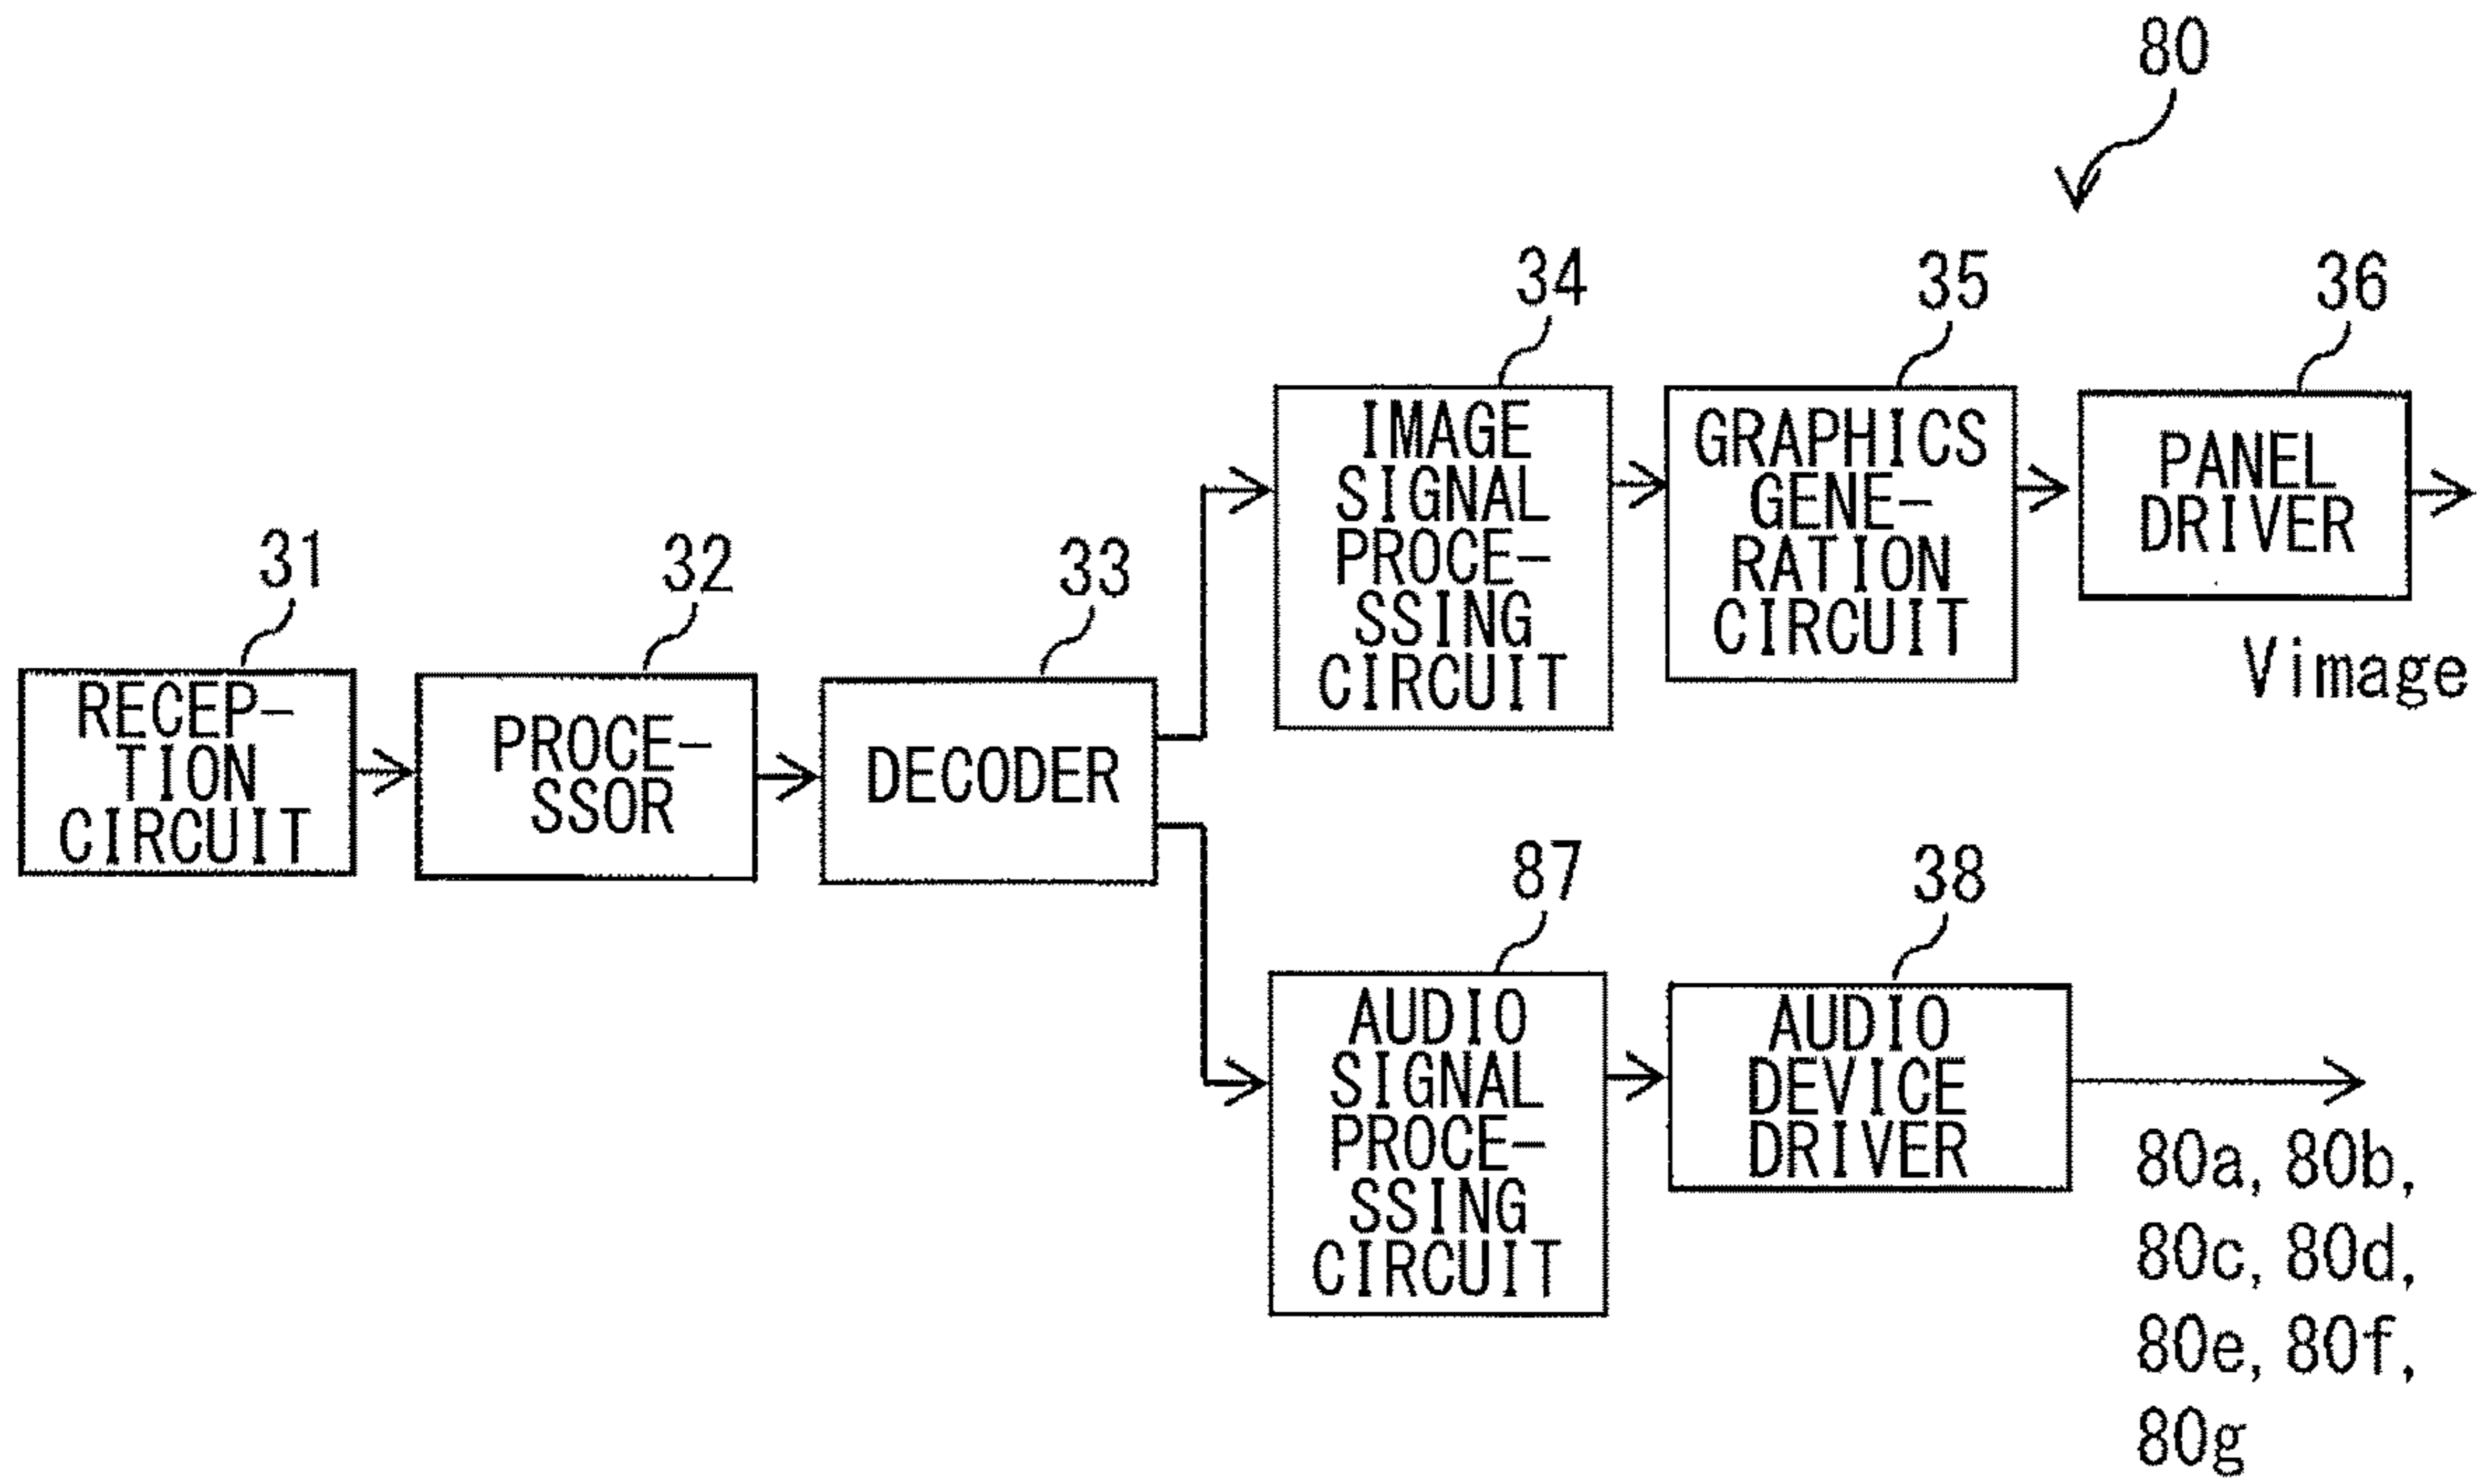 80
34
35
36
IMAGE
SIGNAL
PROCE-
SSING
CIRCUIT
GRAPHICS
GENE-
RATION
CIRCUIT
PANEL
DRIVER
Vimage
31
32
33
RECEP-
TION
CIRCUIT
PROCE-
SSOR
DECODER
87
38
AUDIO
SIGNAL
PROCE-
SSING
CIRCUIT
AUDIO
DEVICE
DRIVER
80a, 80b,
80c, 80d,
80e, 80f,
80g